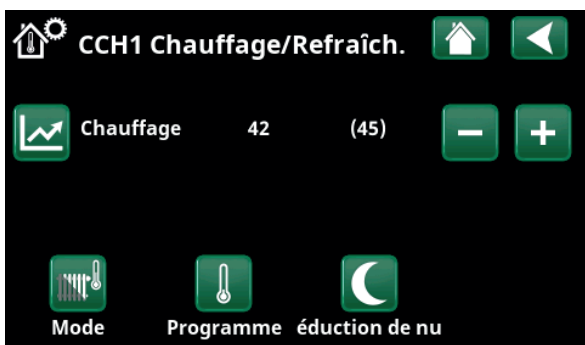 CCH1 Chauffage/Refraîch.
Chauffage 42 (45)
Mode Programme éduction de nu